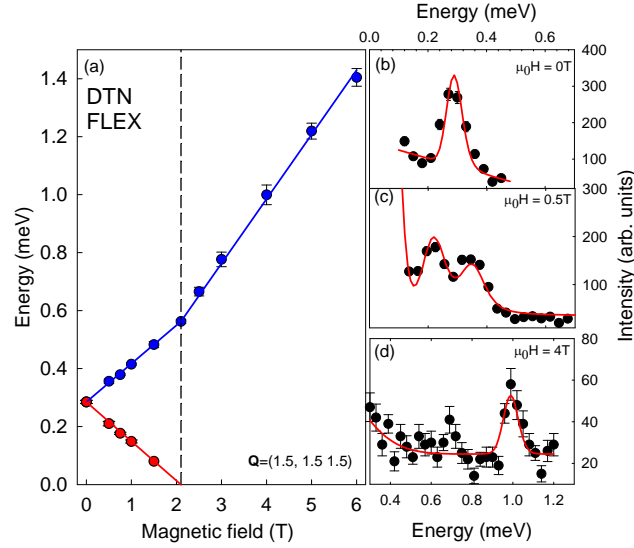 Energy (meV)
0.0 0.2 0.4 0.6
(a)
DTN
FLEX
Energy (meV)
1.4
1.2
1.0
0.8
0.6
0.4
0.2
0.0
Q=(1.5, 1.5 1.5)
0 1 2 3 4 5 6
Magnetic field (T)
(b)
μ0H = 0T
400
300
200
100
(c)
μ0H = 0.5T
300
200
100
(d)
μ0H = 4T
80
60
40
20
Intensity (arb. units)
0.4 0.6 0.8 1.0 1.2
Energy (meV)